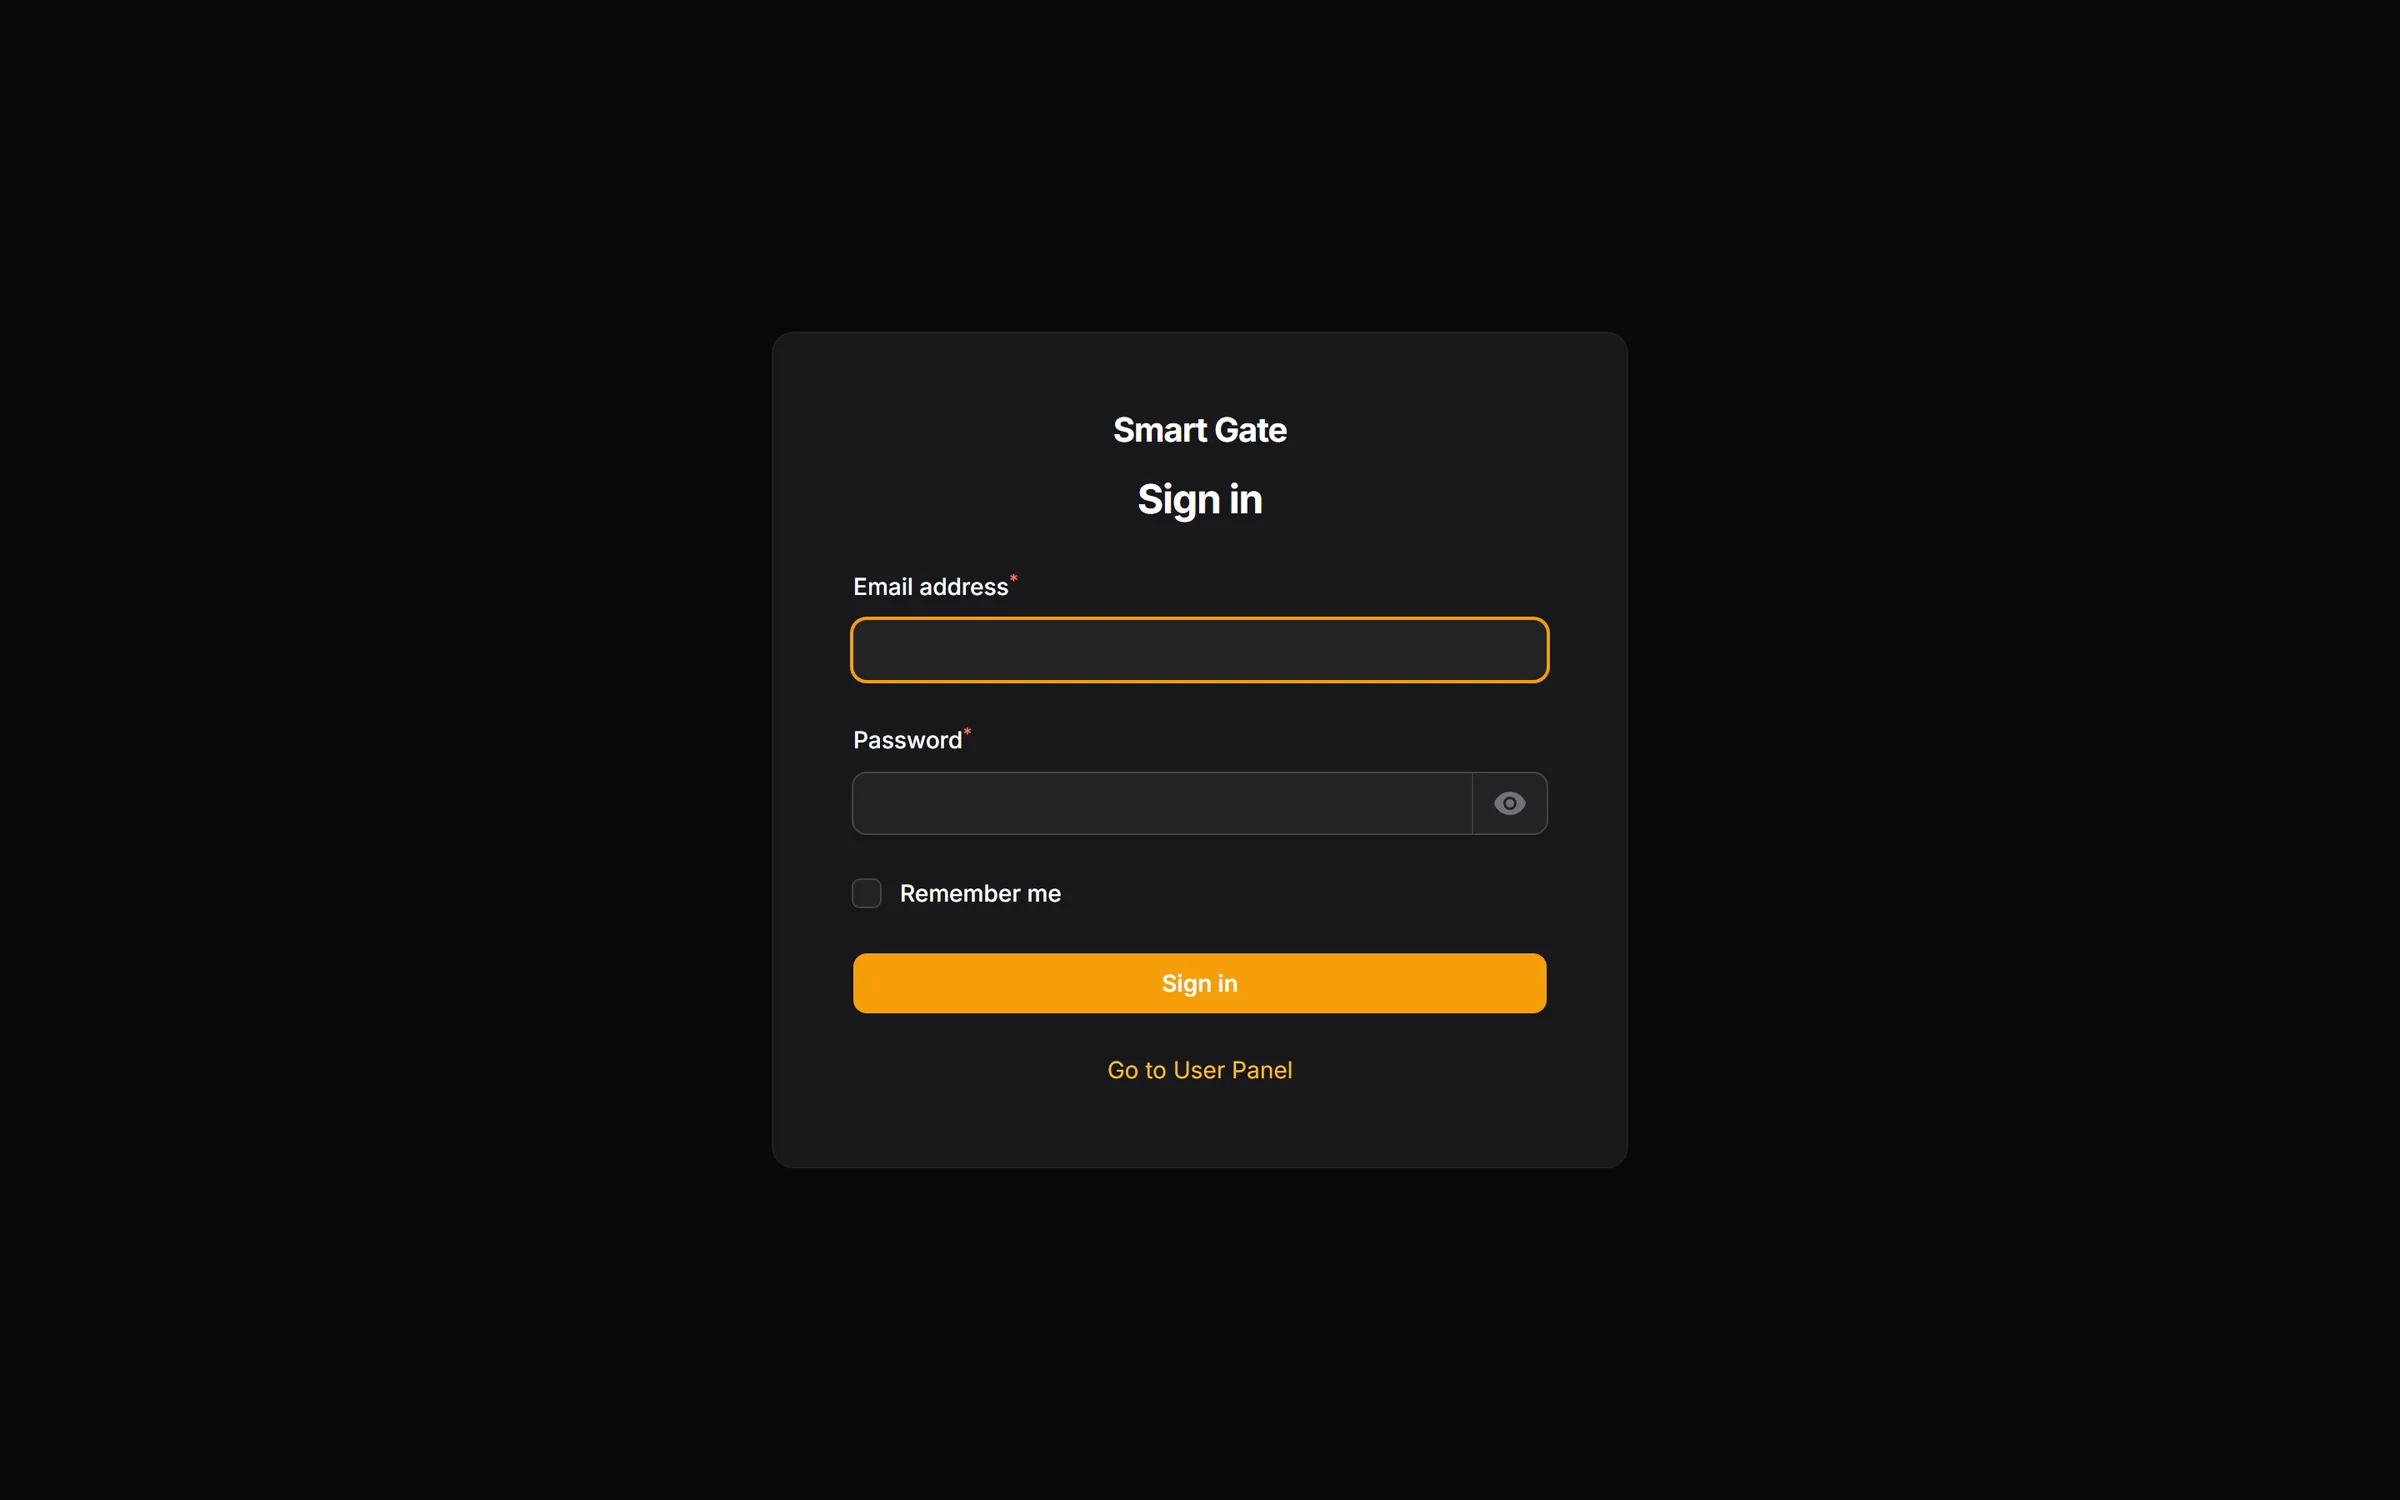 Smart Gate
Sign in
Email address*
Password*
Remember me
Sign in
Go to User Panel